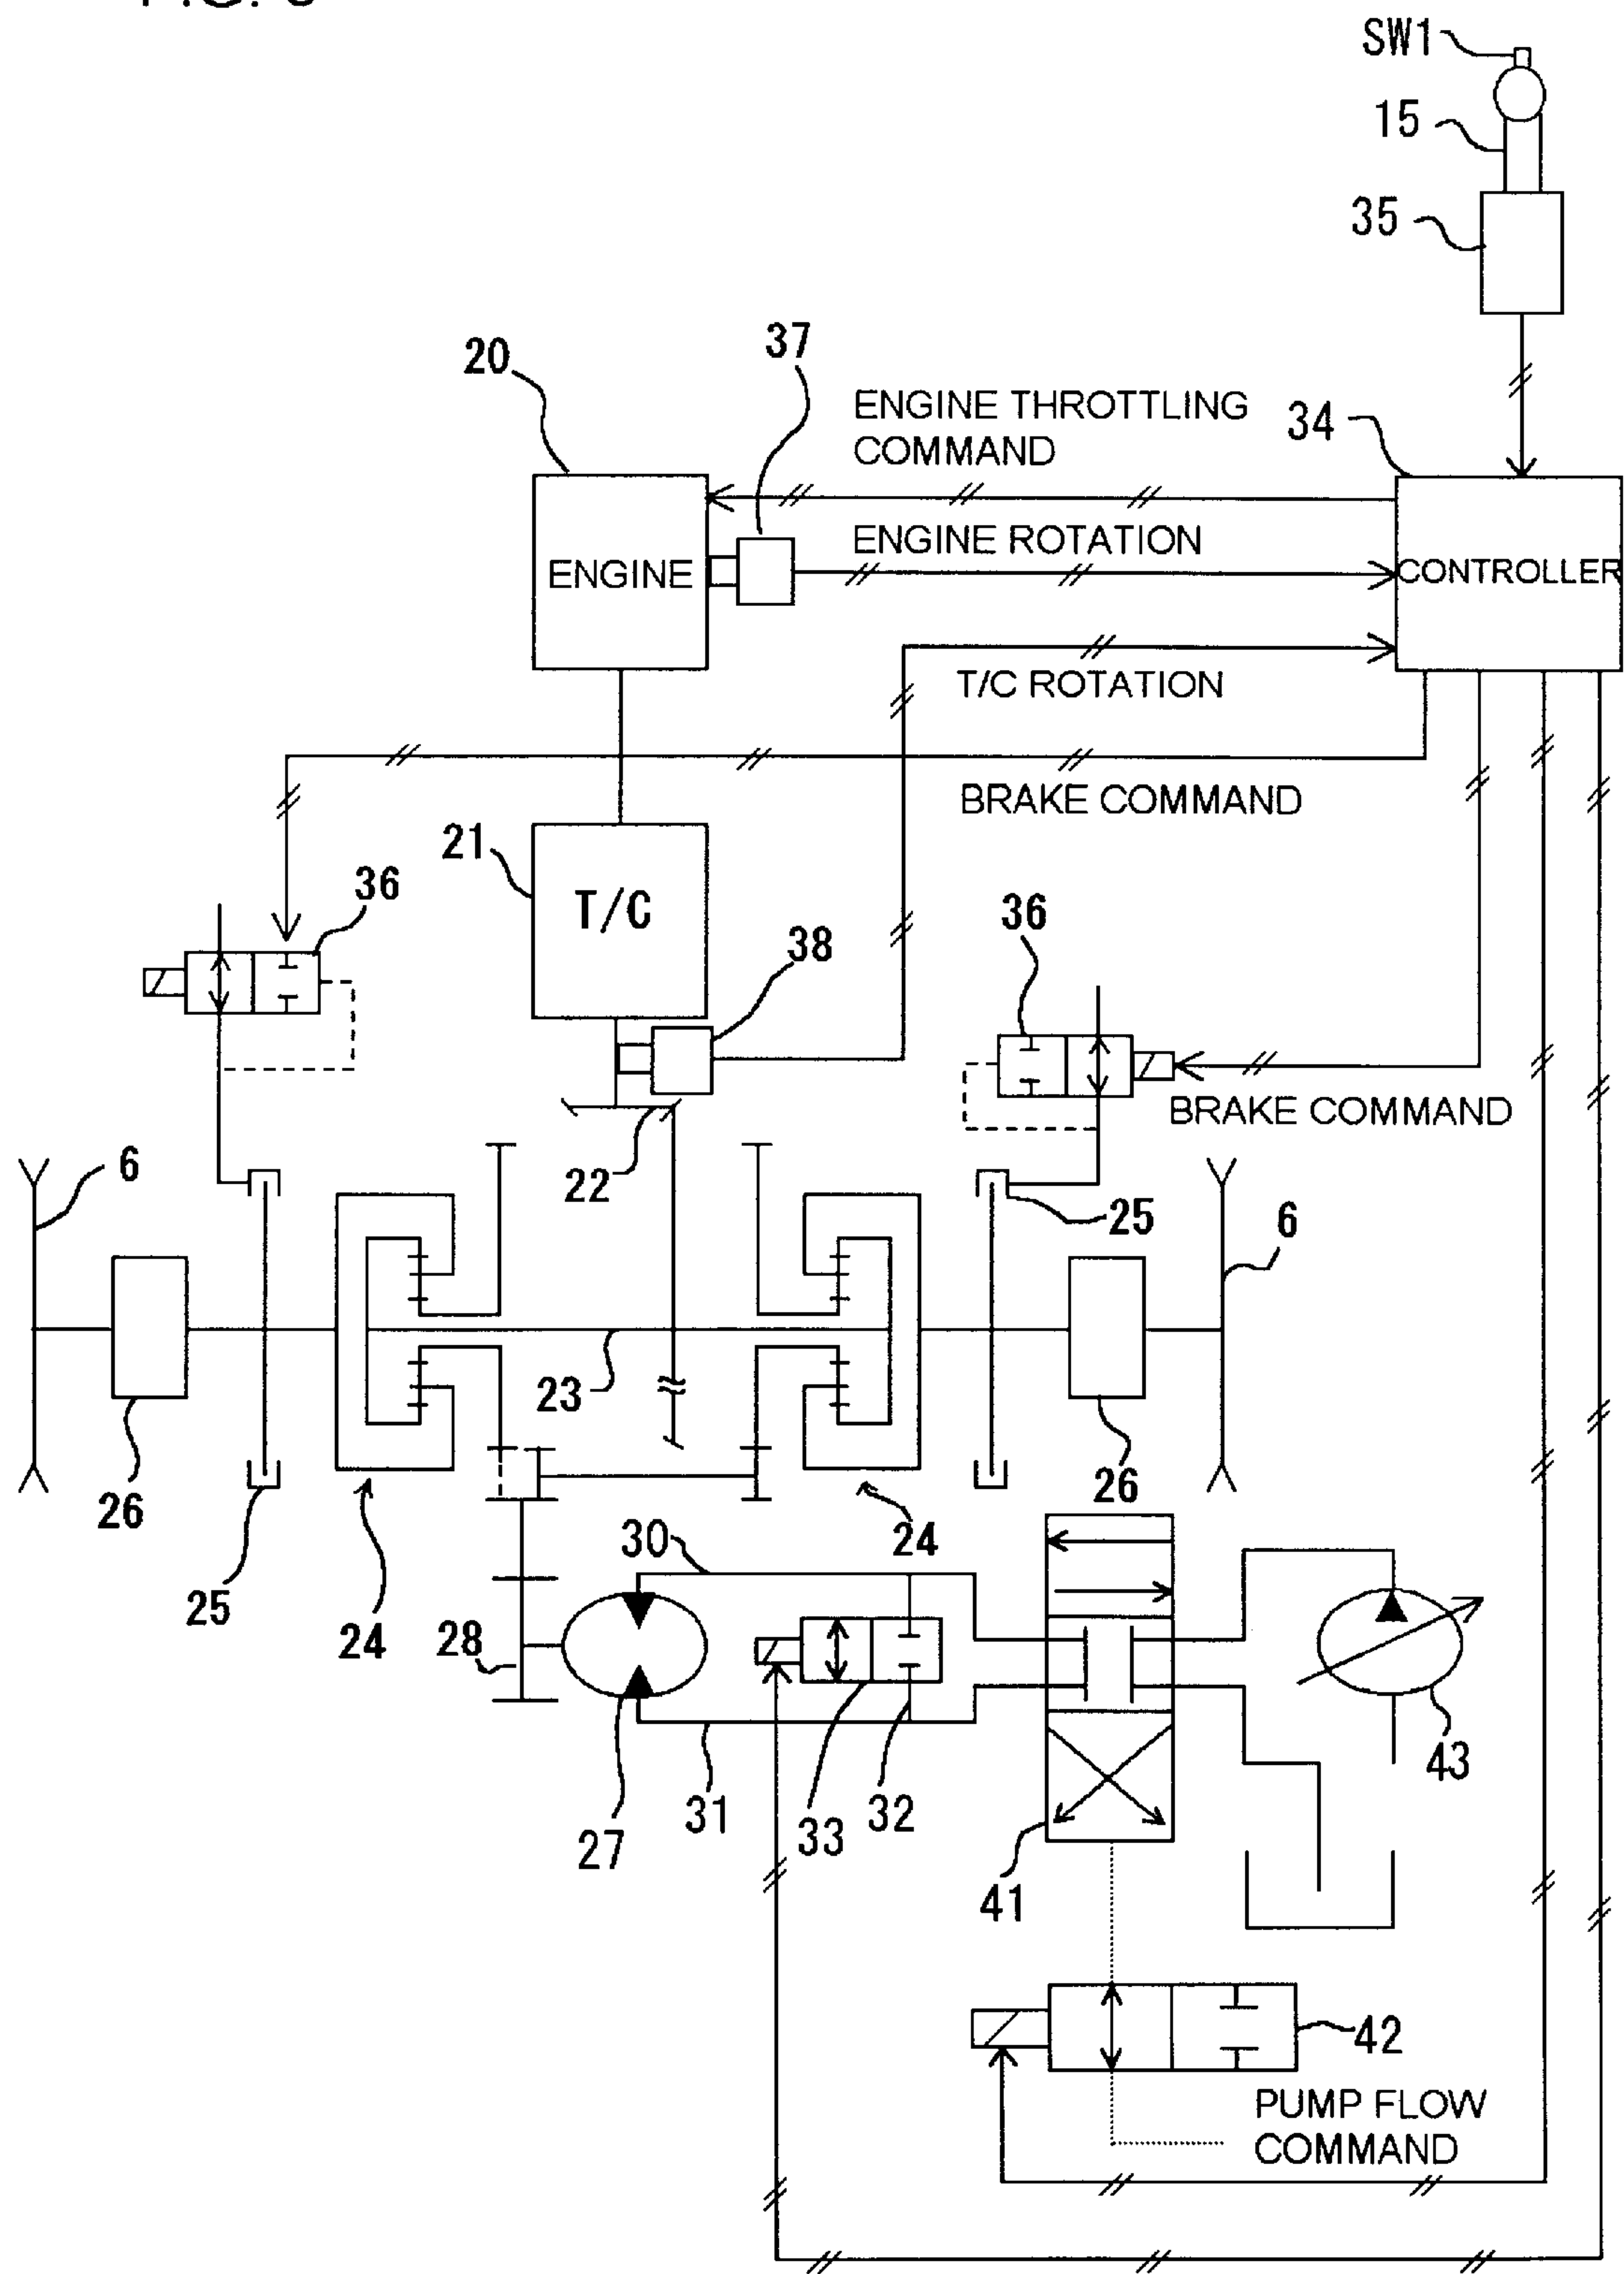 SW1
15
35
37
20
ENGINE THROTTLING
COMMAND
34
ENGINE ROTATION
ENGINE
CONTROLLER
T/C ROTATION
BRAKE COMMAND
21
T/C
36
36
38
BRAKE COMMAND
6
22
25
6
23
26
26
25
24
30
24
28
27
31
33
32
43
41
42
PUMP FLOW
COMMAND